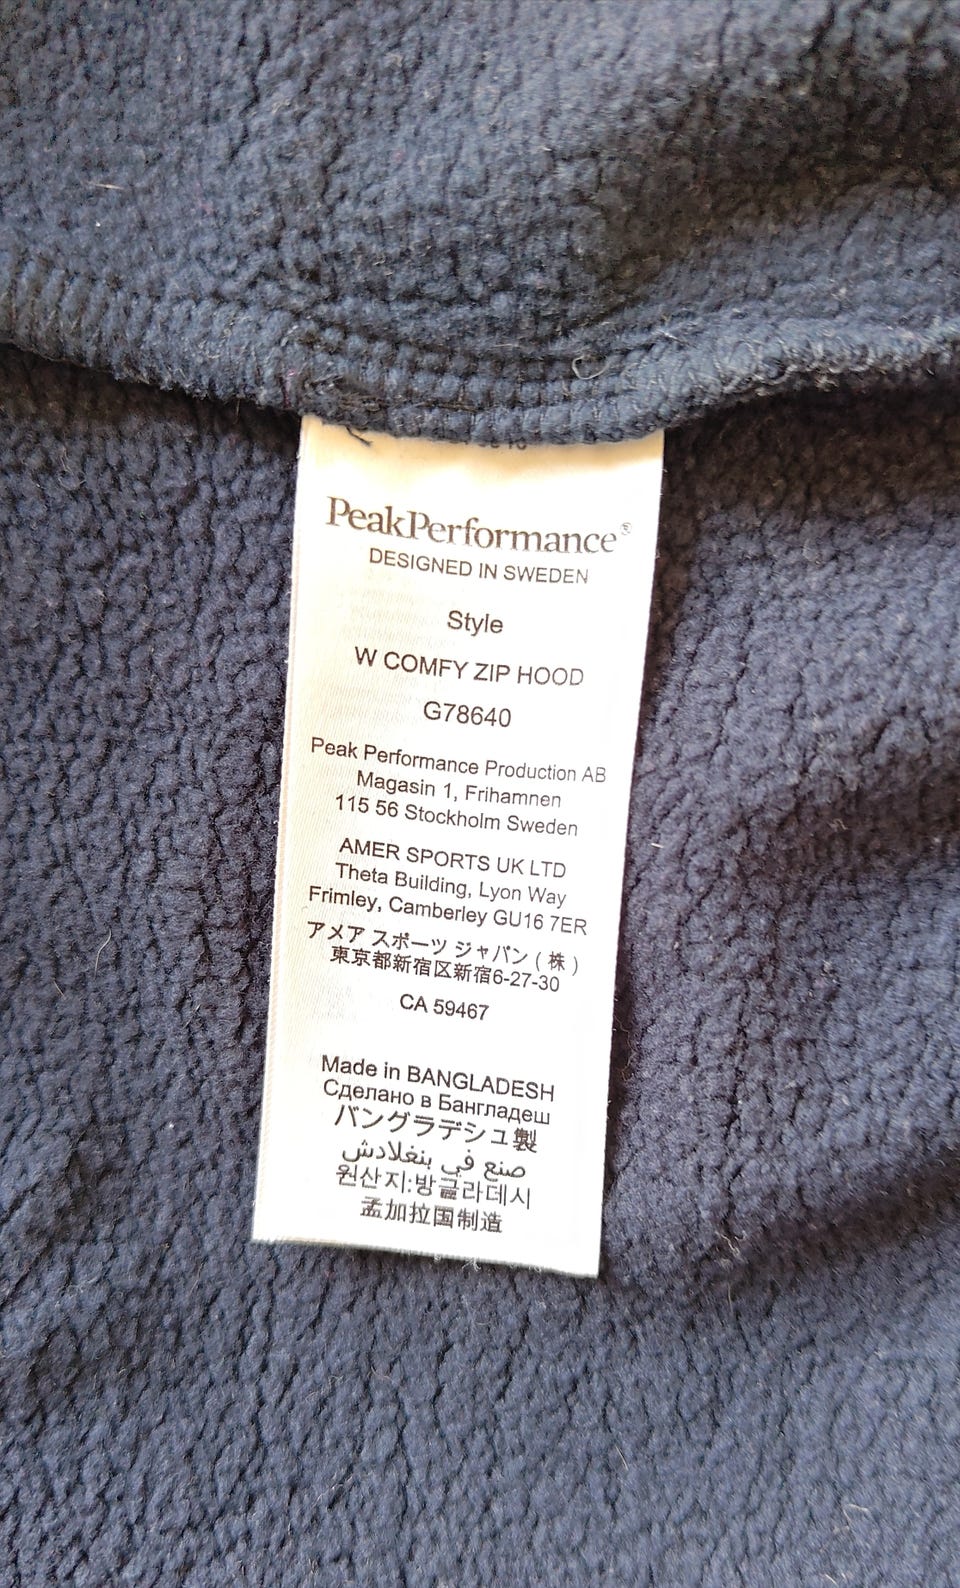 PeakPerformance®
DESIGNED IN SWEDEN
Style
W COMFY ZIP HOOD
G78640
Peak Performance Production AB
Magasin 1, Frihamnen
115 56 Stockholm Sweden
AMER SPORTS UK LTD
Theta Building, Lyon Way
Frimley, Camberley GU16 7ER
アメア スポーツ ジャパン ( 株 )
東京都新宿区新宿6-27-30
CA 59467
Made in BANGLADESH
Сделано в Бангладеш
バングラデシュ製
صنع في بنغلادش
원산지:방글라데시
孟加拉国制造